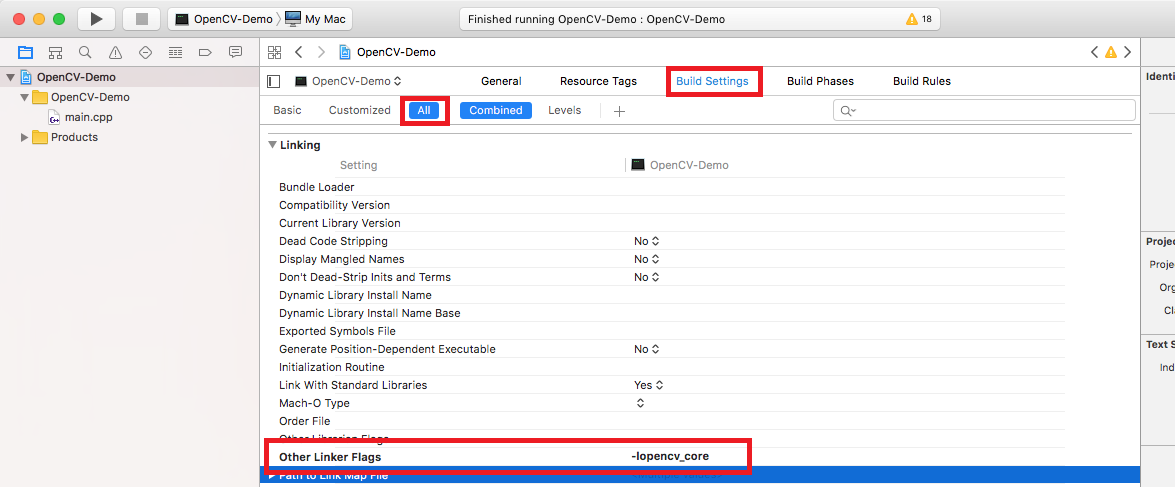 OpenCV-Demo My Mac Finished running OpenCV-Demo : OpenCV-Demo 18
OpenCV-Demo
OpenCV-Demo
OpenCV-Demo General Resource Tags Build Settings Build Phases Build Rules
Identi
OpenCV-Demo
main.cpp
Products
Basic Customized All Combined Levels +
Linking
Setting OpenCV-Demo
Bundle Loader
Compatibility Version
Current Library Version
Dead Code Stripping No
Projec
Display Mangled Names No
Projec
Don't Dead-Strip Inits and Terms No
Org
Dynamic Library Install Name
Dynamic Library Install Name Base
Cla
Exported Symbols File
Generate Position-Dependent Executable No
Text S
Initialization Routine
Ind
Link With Standard Libraries Yes
Mach-O Type
Order File
Other Librarian Flags
Other Linker Flags -lopencv_core
Path to Link Map File